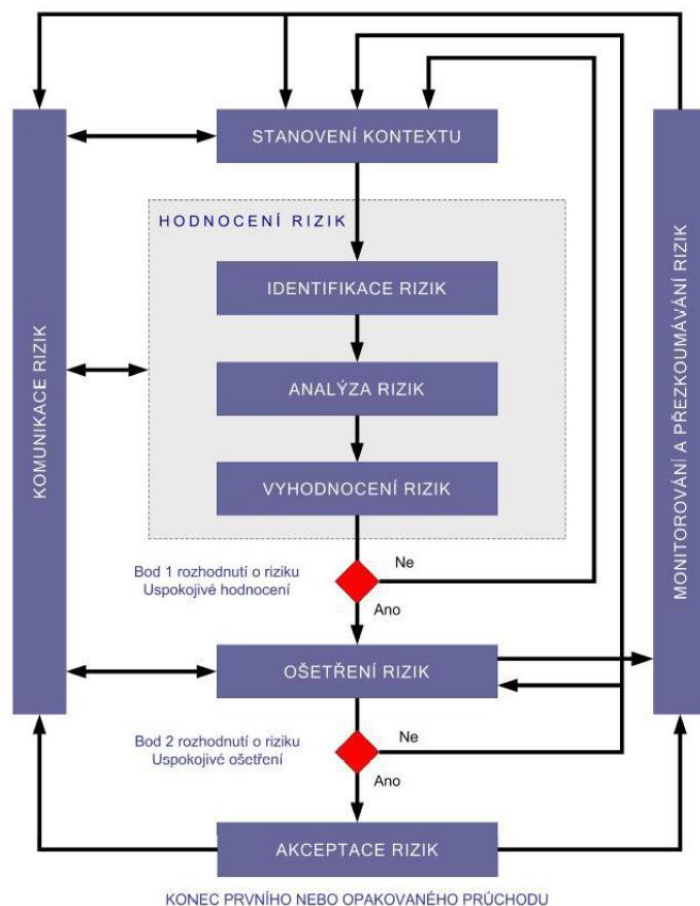 STANOVENÍ KONTEXTU
HODNOCENÍ RIZIK
IDENTIFIKACE RIZIK
ANALÝZA RIZIK
VYHODNOCENÍ RIZIK
KOMUNIKACE RIZIK
MONITOROVÁNÍ A PŘEZKOUMÁVÁNÍ RIZIK
Bod 1 rozhodnutí o riziku
Uspokojivé hodnocení
Ne
Ano
OŠETŘENÍ RIZIK
Bod 2 rozhodnutí o riziku
Uspokojivé ošetření
Ne
Ano
AKCEPTACE RIZIK
KONEC PRVNÍHO NEBO OPAKOVANÉHO PRŮCHODU